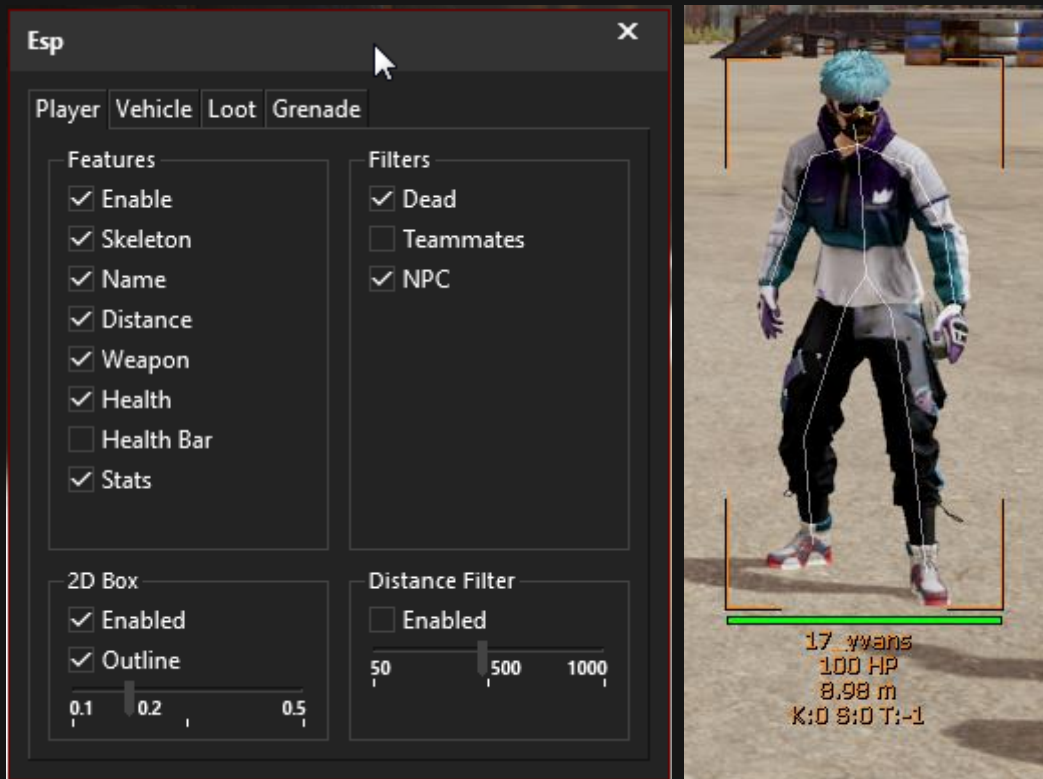 Esp
Player Vehicle Loot Grenade
Features
Enable
Skeleton
Name
Distance
Weapon
Health
Health Bar
Stats
Filters
Dead
Teammates
NPC
2D Box
Enabled
Outline
0.1 0.2 0.5
Distance Filter
Enabled
50 500 1000
17_vvans
100 HP
8.98 m
K:0 S:0 T:-1